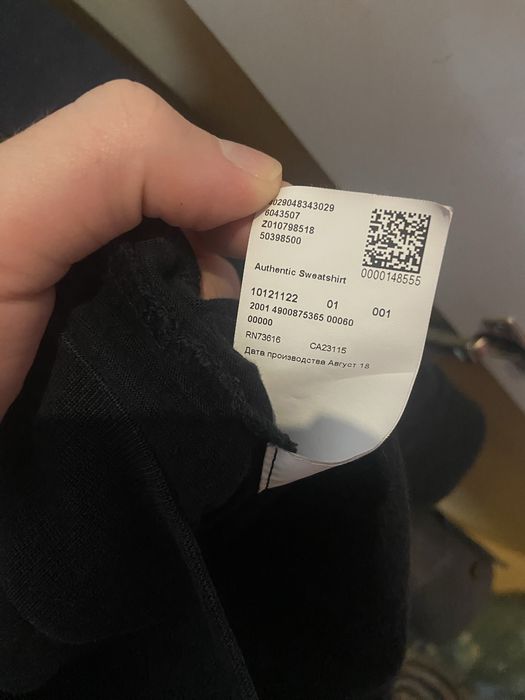 6043507
Z010798518
50398500
0000148555
Authentic Sweatshirt
10121122 01 001
2001 4900875365 00060
00000
RN73616 CA23115
Дата производства Август 18